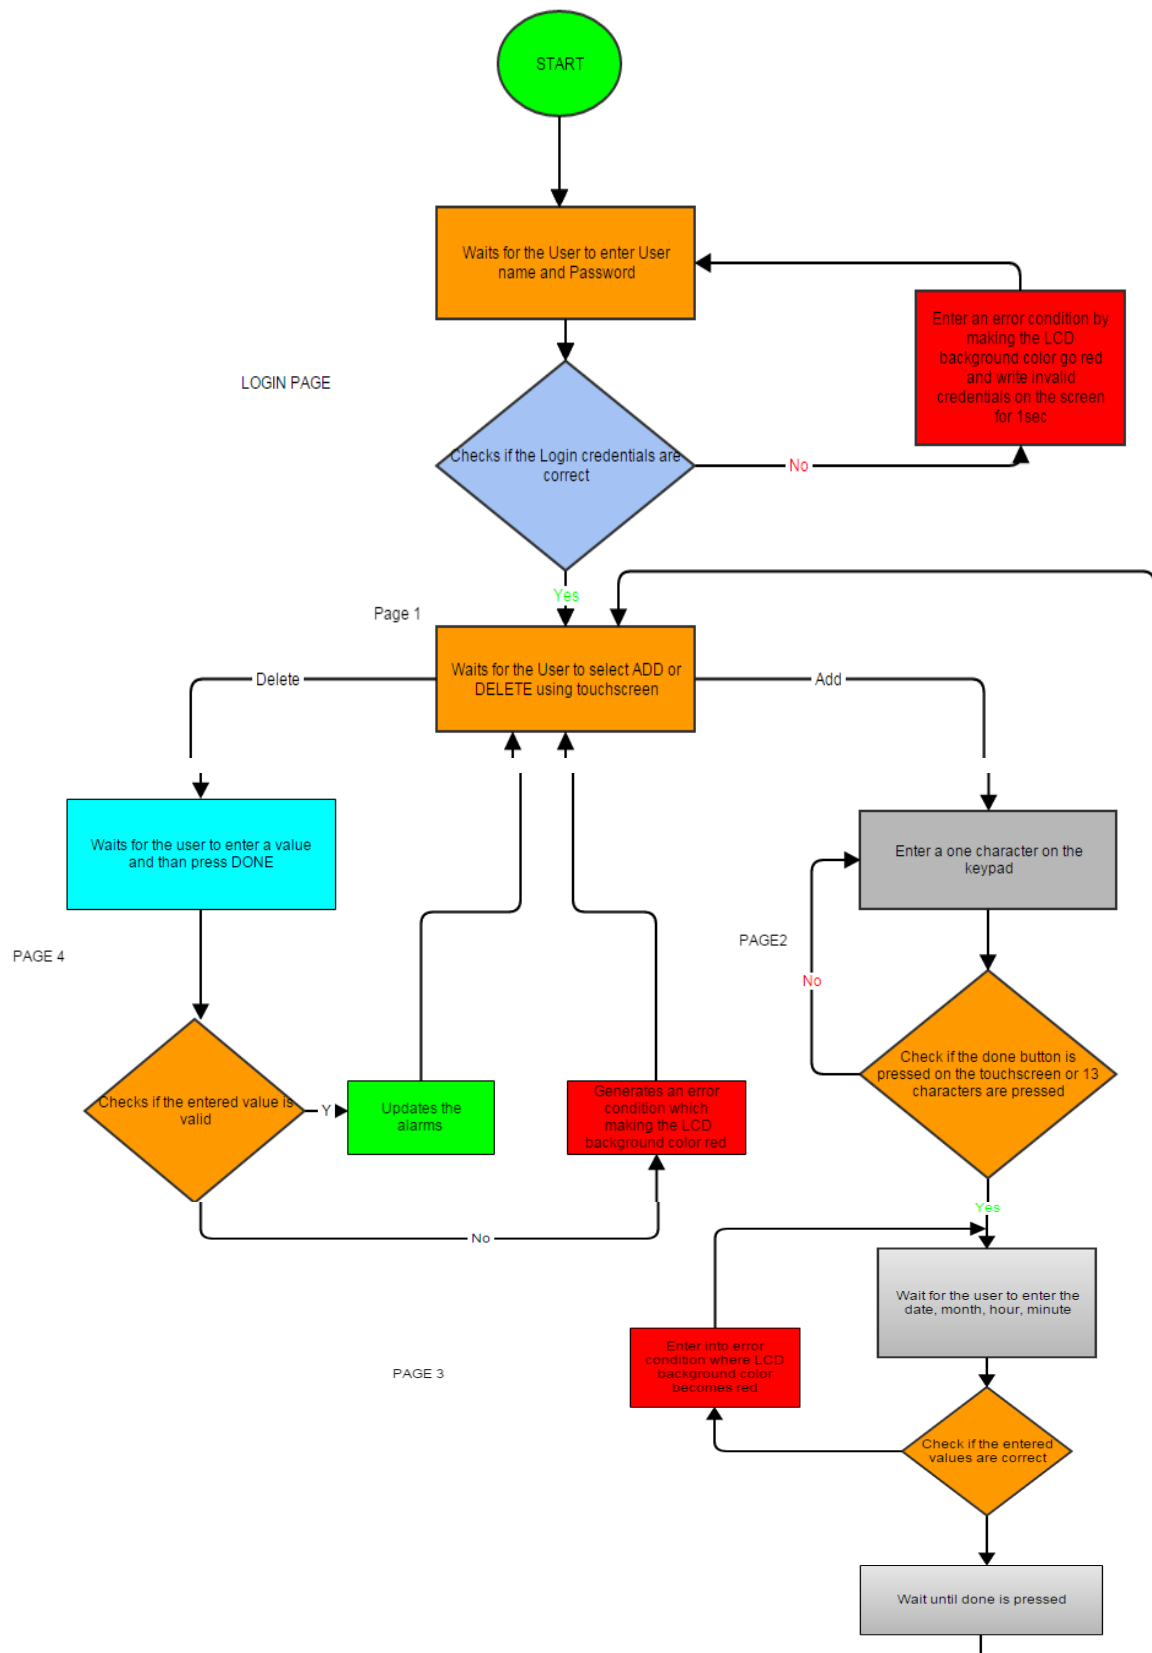 START
Waits for the User to enter User
name and Password
Enter an error condition by
making the LCD
background color go red
and write invalid
credentials on the screen
for 1sec
LOGIN PAGE
Checks if the Login credentials are
correct
No
Yes
Page 1
Waits for the User to select ADD or
DELETE using touchscreen
Delete
Add
Waits for the user to enter a value
and than press DONE
Enter a one character on the
keypad
PAGE 4
PAGE2
No
Check if the done button is
pressed on the touchscreen or 13
characters are pressed
Checks if the entered value is
valid
Y
Updates the
alarms
Generates an error
condition which
making the LCD
background color red
No
Yes
Wait for the user to enter the
date, month, hour, minute
Enter into error
condition where LCD
background color
becomes red
PAGE 3
Check if the entered
values are correct
Wait until done is pressed